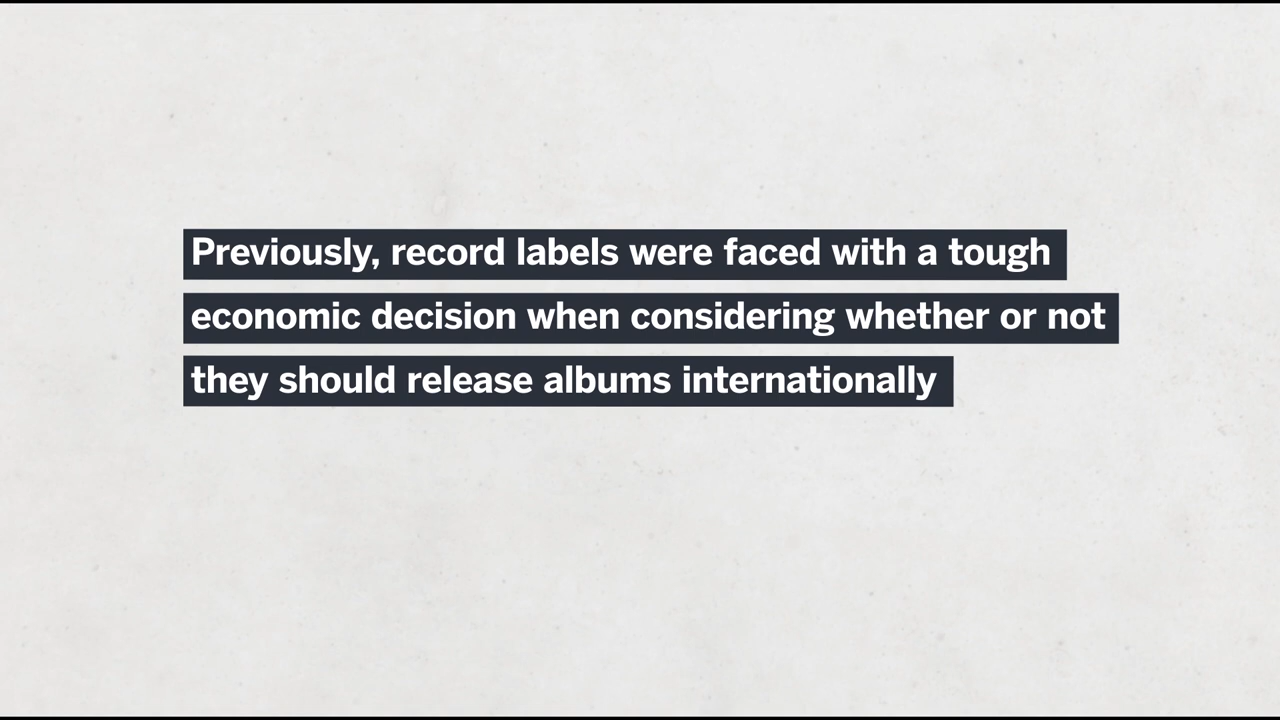 Previously, record labels were faced with a tough
economic decision when considering whether or not
they should release albums internationally